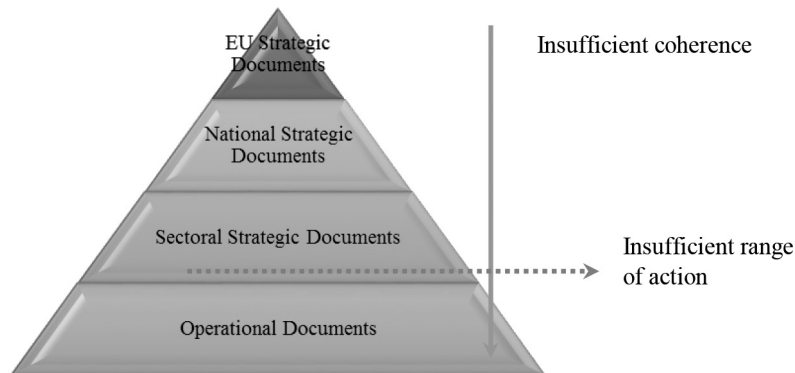 EU Strategic
Documents
Insufficient coherence
National Strategic
Documents
Sectoral Strategic Documents
Insufficient range
of action
Operational Documents